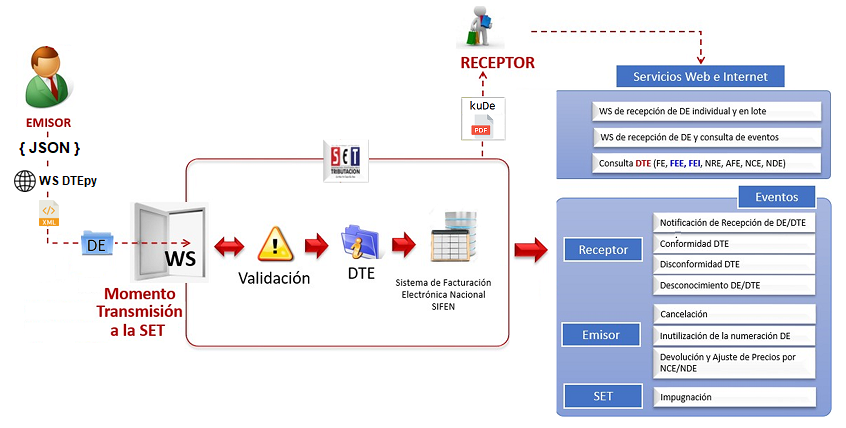 EMISOR
{ JSON }
WS DTEpy
XML
DE
WS
Momento
Transmisión
a la SET
SET
TRIBUTACION
Validación
DTE
Sistema de Facturación
Electrónica Nacional
SIFEN
RECEPTOR
kuDe
PDF
Servicios Web e Internet
WS de recepción de DE individual y en lote
WS de recepción de DE y consulta de eventos
Consulta DTE (FE, FEE, FEI, NRE, AFE, NCE, NDE)
Eventos
Receptor
Notificación de Recepción de DE/DTE
Conformidad DTE
Disconformidad DTE
Desconocimiento DE/DTE
Emisor
Cancelación
Inutilización de la numeración DE
Devolución y Ajuste de Precios por
NCE/NDE
SET
Impugnación